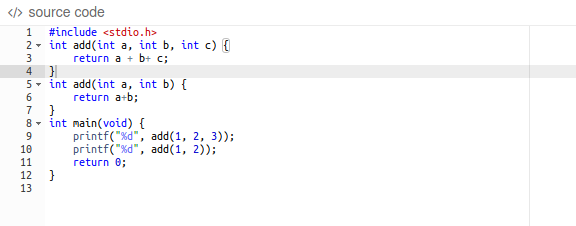 </> source code
1 #include <stdio.h>
2 int add(int a, int b, int c) {
3 return a + b+ c;
4 }
5 int add(int a, int b) {
6 return a+b;
7 }
8 int main(void) {
9 printf("%d", add(1, 2, 3));
10 printf("%d", add(1, 2));
11 return 0;
12 }
13